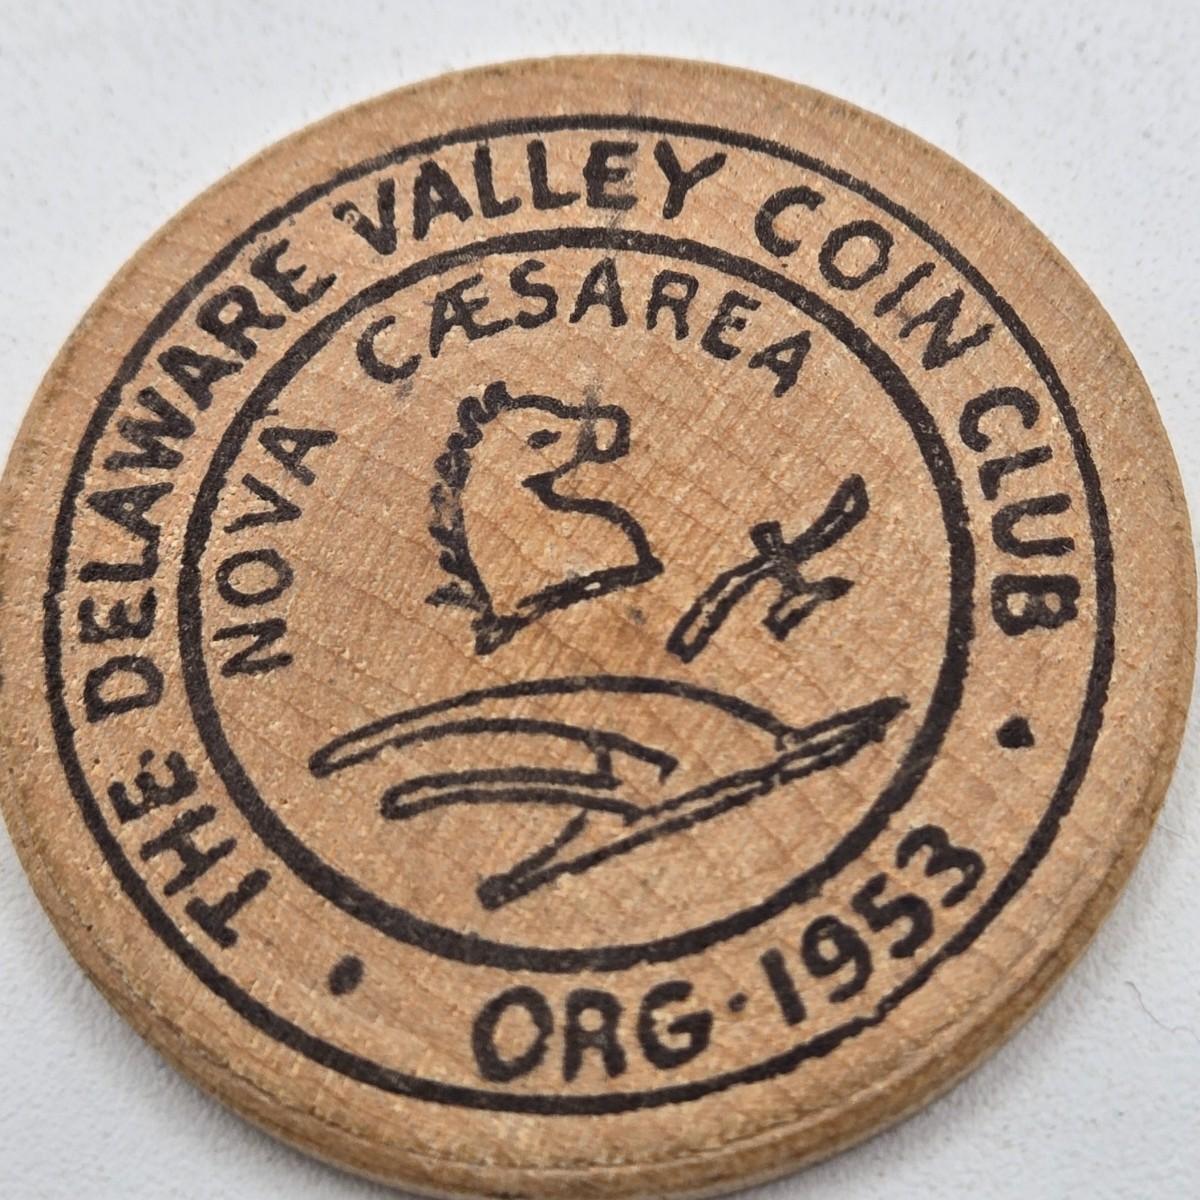 THE DELAWARE VALLEY COIN CLUB
NOVA CÆSAREA
ORG·1953